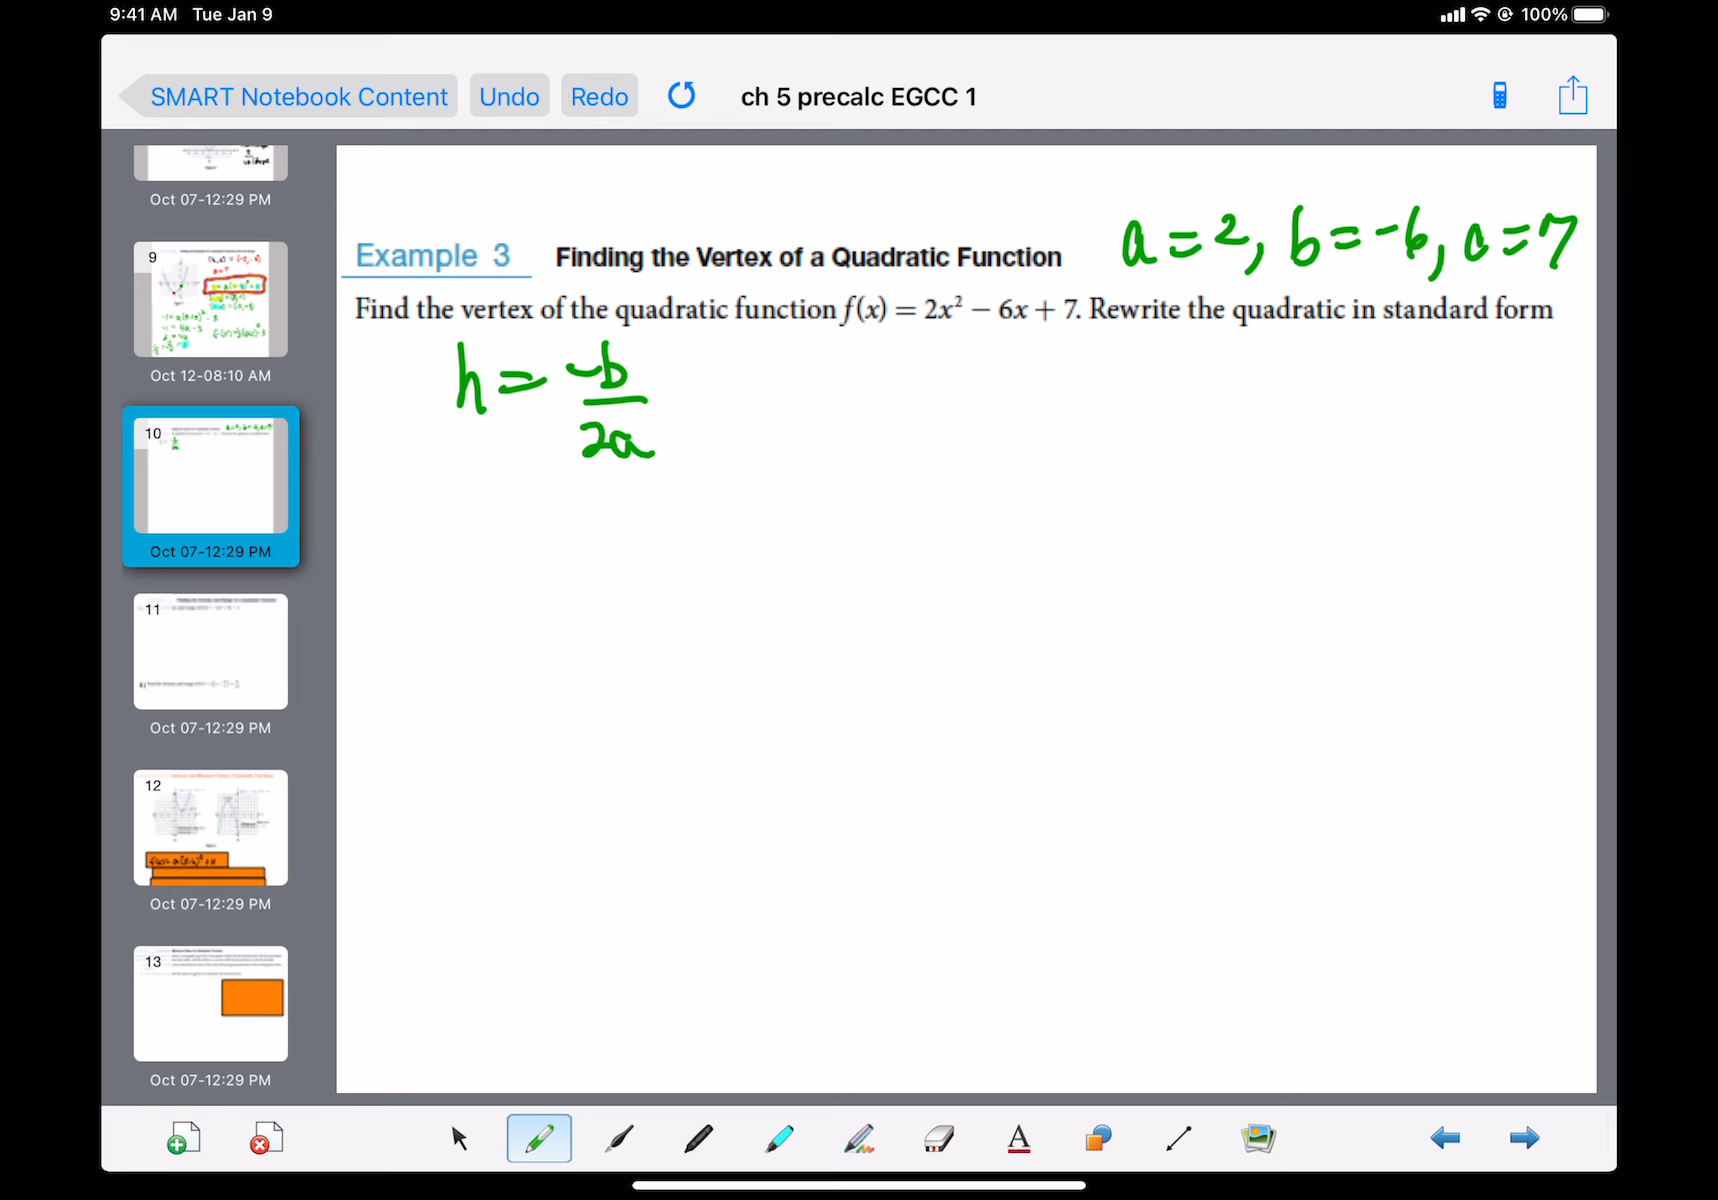 9:41 AM Tue Jan 9
100%
SMART Notebook Content
Undo
Redo
ch 5 precalc EGCC 1
Oct 07-12:29 PM
9
Oct 12-08:10 AM
10
Oct 07-12:29 PM
11
Oct 07-12:29 PM
12
Oct 07-12:29 PM
13
Oct 07-12:29 PM
a=2, b=-6, c=7
Example 3 Finding the Vertex of a Quadratic Function
Find the vertex of the quadratic function f(x) = 2x² − 6x + 7. Rewrite the quadratic in standard form
h = -b/2a
A